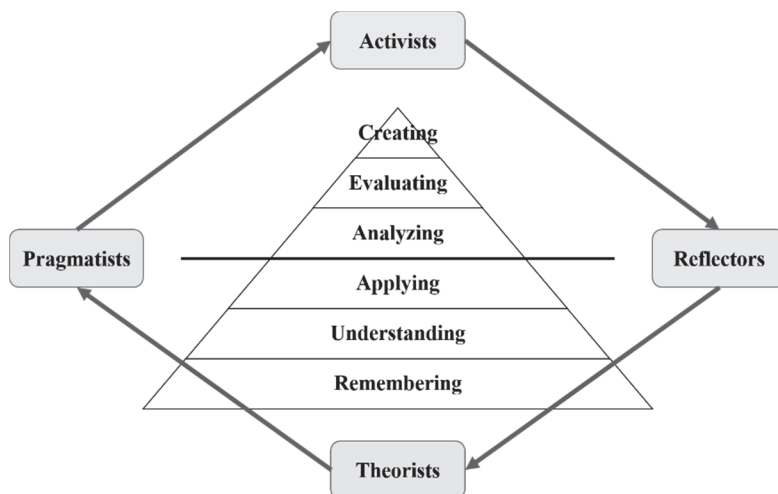 Activists
Creating
Evaluating
Analyzing
Pragmatists
Reflectors
Applying
Understanding
Remembering
Theorists